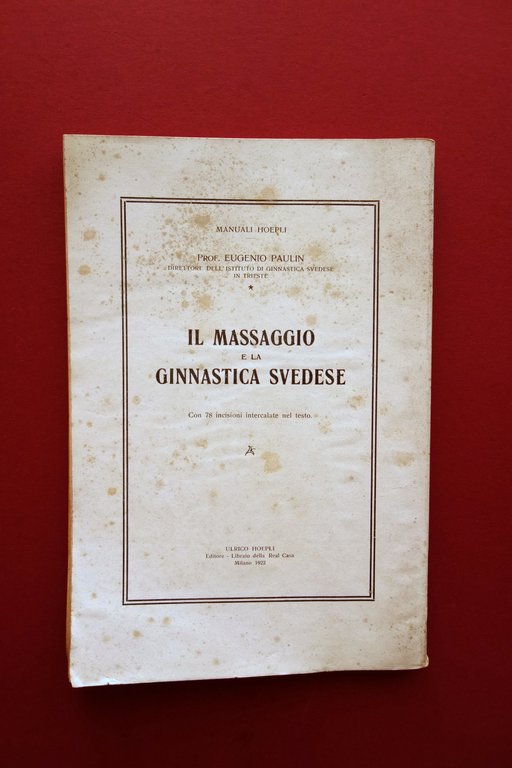 MANUALI HOEPLI
PROF. EUGENIO PAULIN
DIRETTORE DELL'ISTITUTO DI GINNASTICA SVEDESE
IN TRIESTE
*
IL MASSAGGIO
E LA
GINNASTICA SVEDESE
Con 78 incisioni intercalate nel testo.
ULRICO HOEPLI
Editore - Libraio della Real Casa
Milano 1922